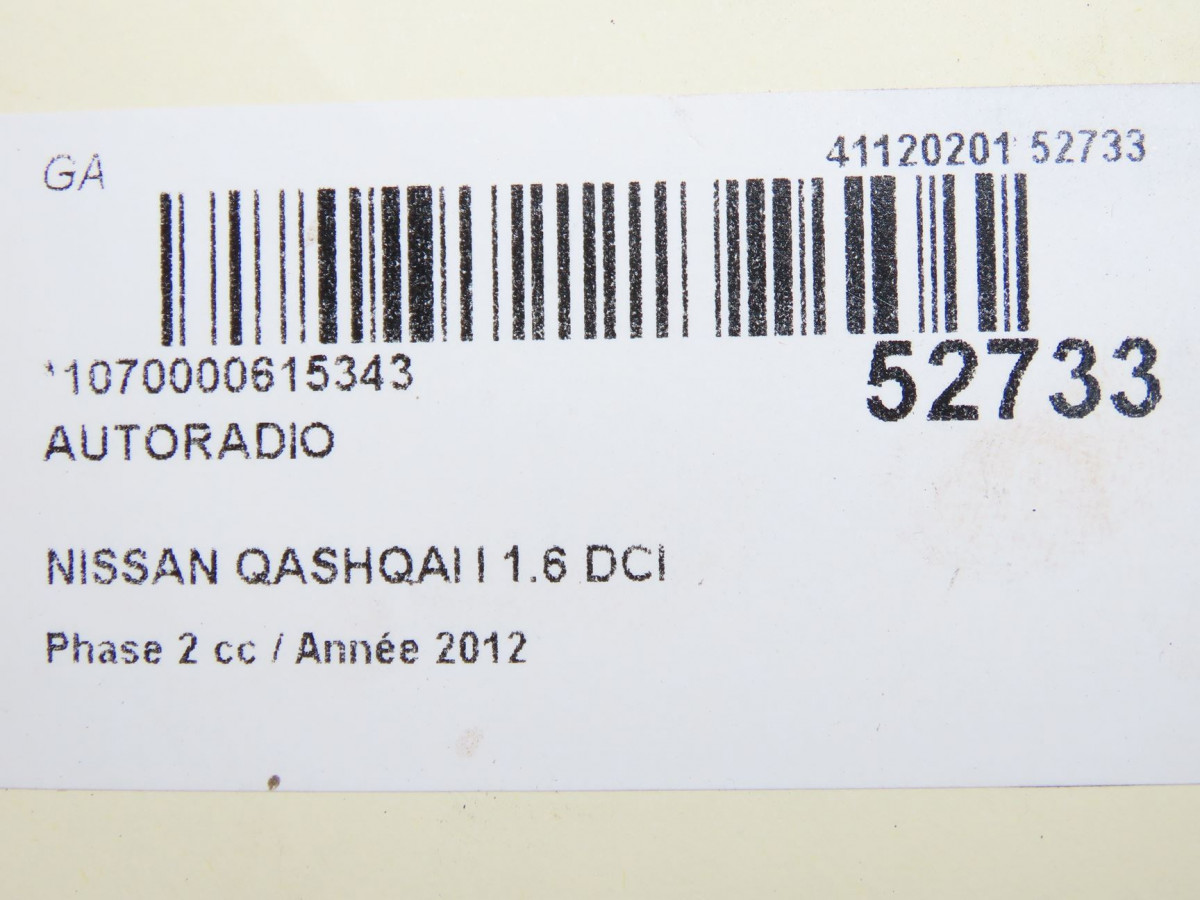 GA
41120201 52733
*1070000615343
52733
AUTORADIO
NISSAN QASHQAI I 1.6 DCI
Phase 2 cc / Année 2012